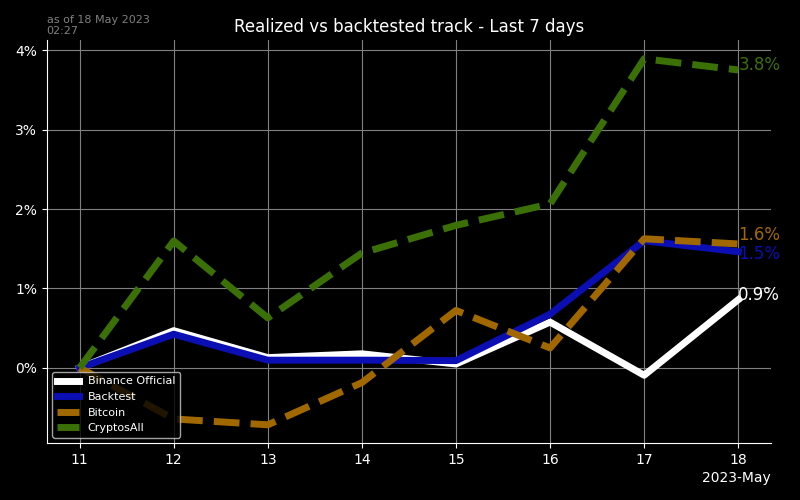 as of 18 May 2023
02:27
Realized vs backtested track - Last 7 days
4%
3%
2%
1%
0%
3.8%
1.6%
1.5%
0.9%
Binance Official
Backtest
Bitcoin
CryptosAll
11 12 13 14 15 16 17 18
2023-May